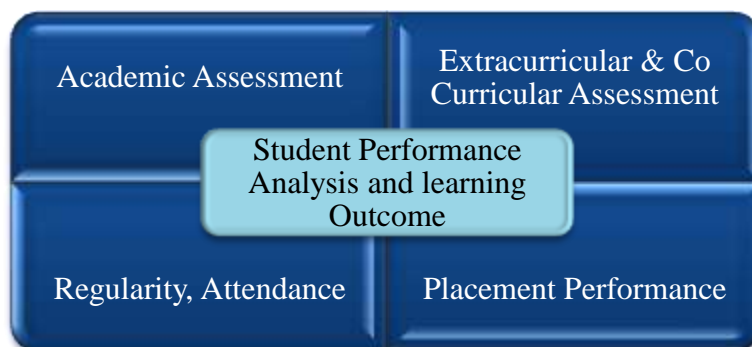 Academic Assessment
Extracurricular & Co
Curricular Assessment
Student Performance
Analysis and learning
Outcome
Regularity, Attendance
Placement Performance